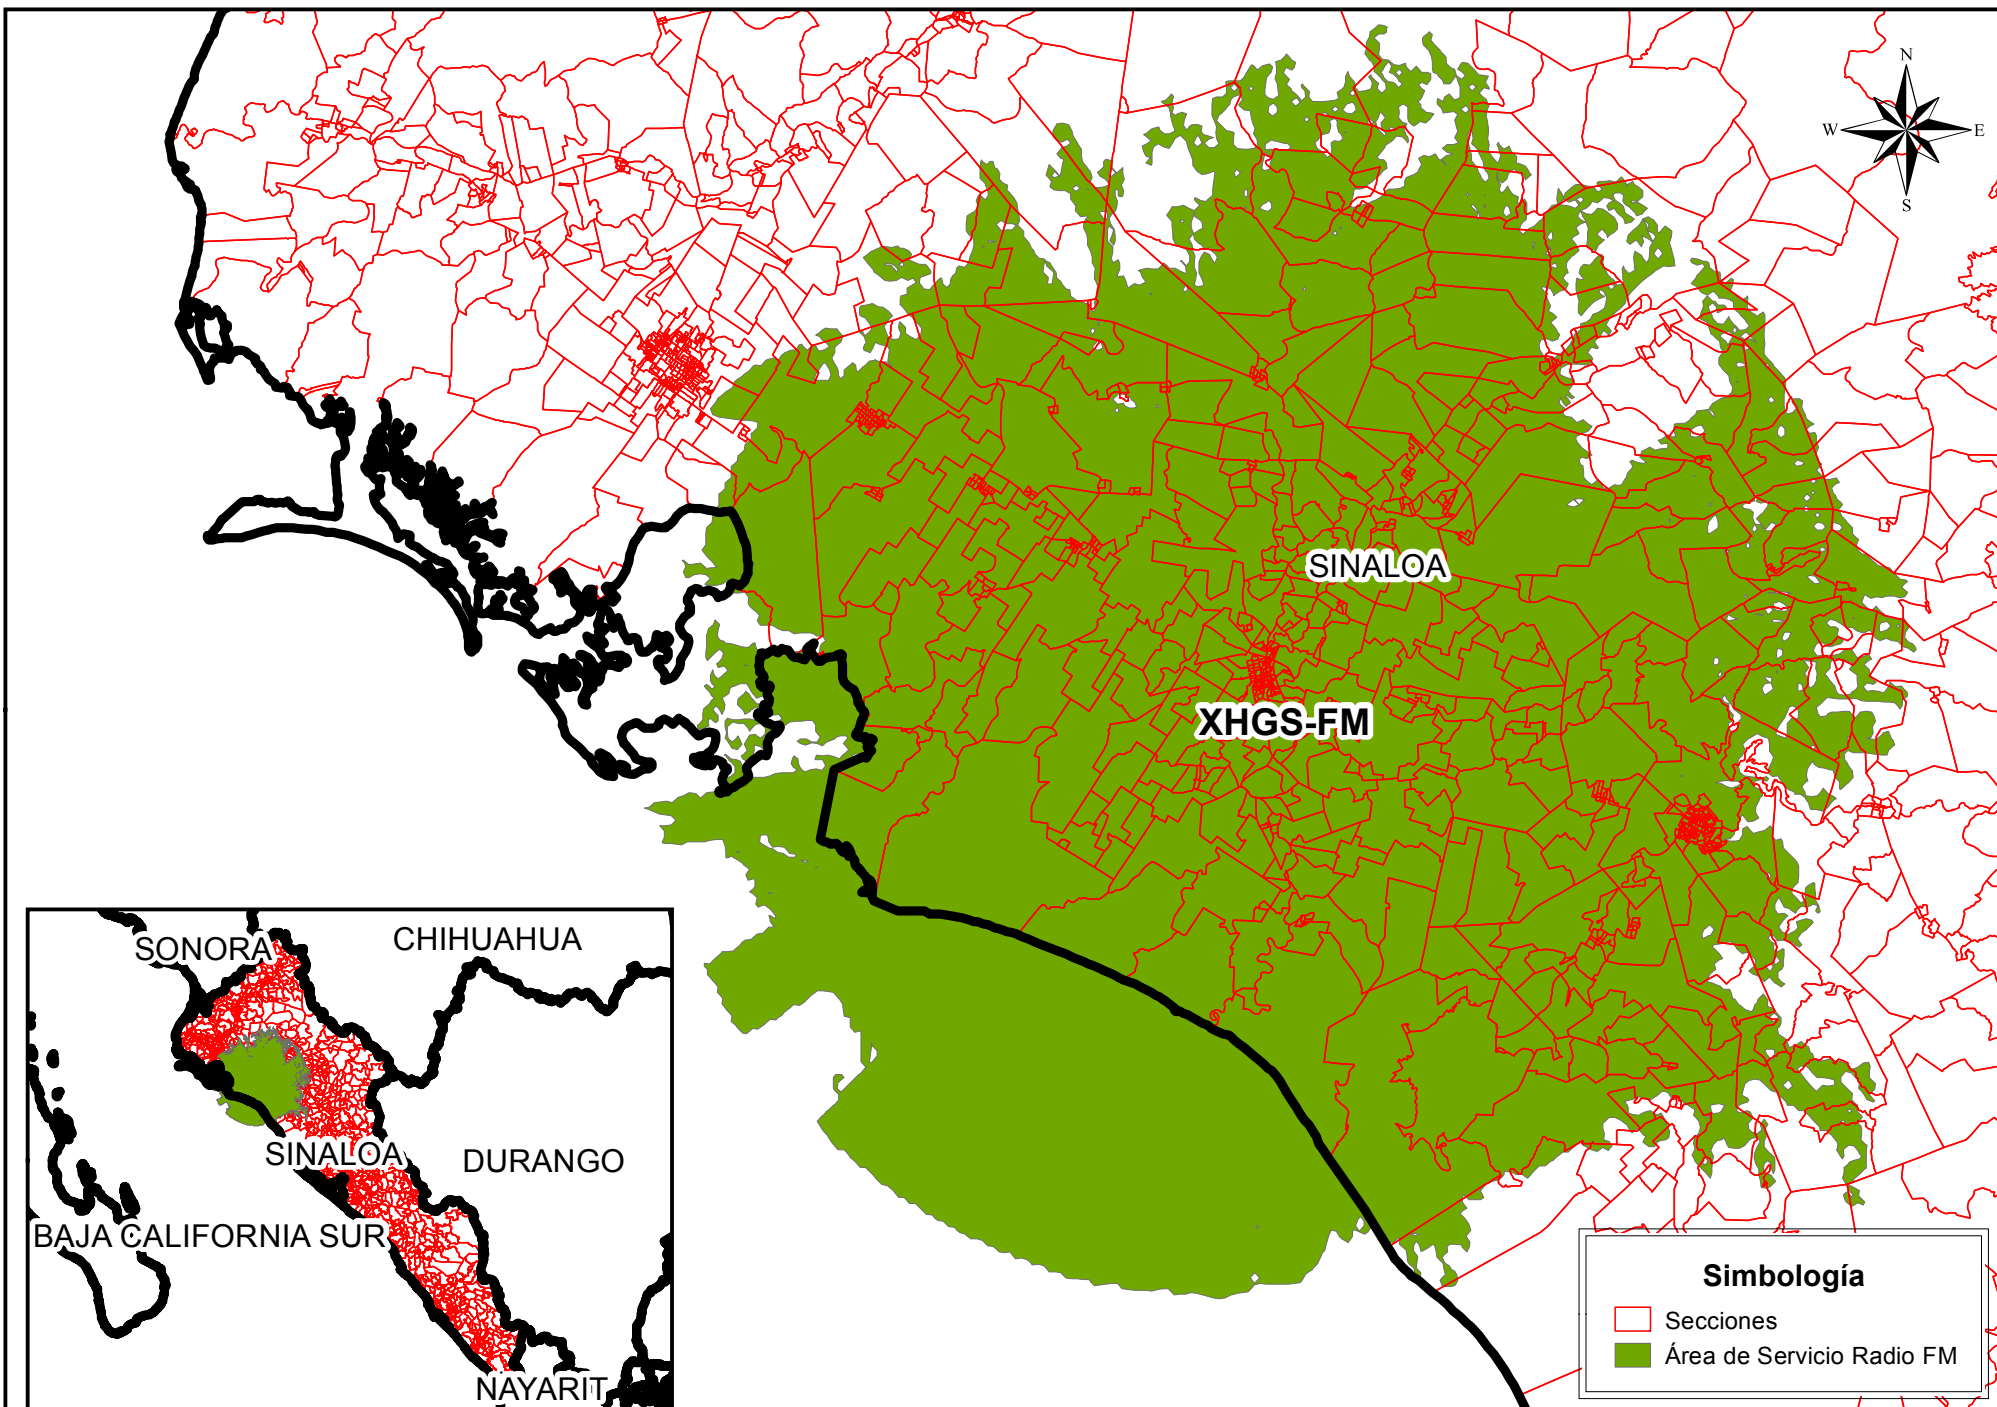 N
W
E
S
SINALOA
XHGS-FM
SONORA
CHIHUAHUA
SINALOA
DURANGO
BAJA CALIFORNIA SUR
NAYARIT
Simbología
Secciones
Área de Servicio Radio FM